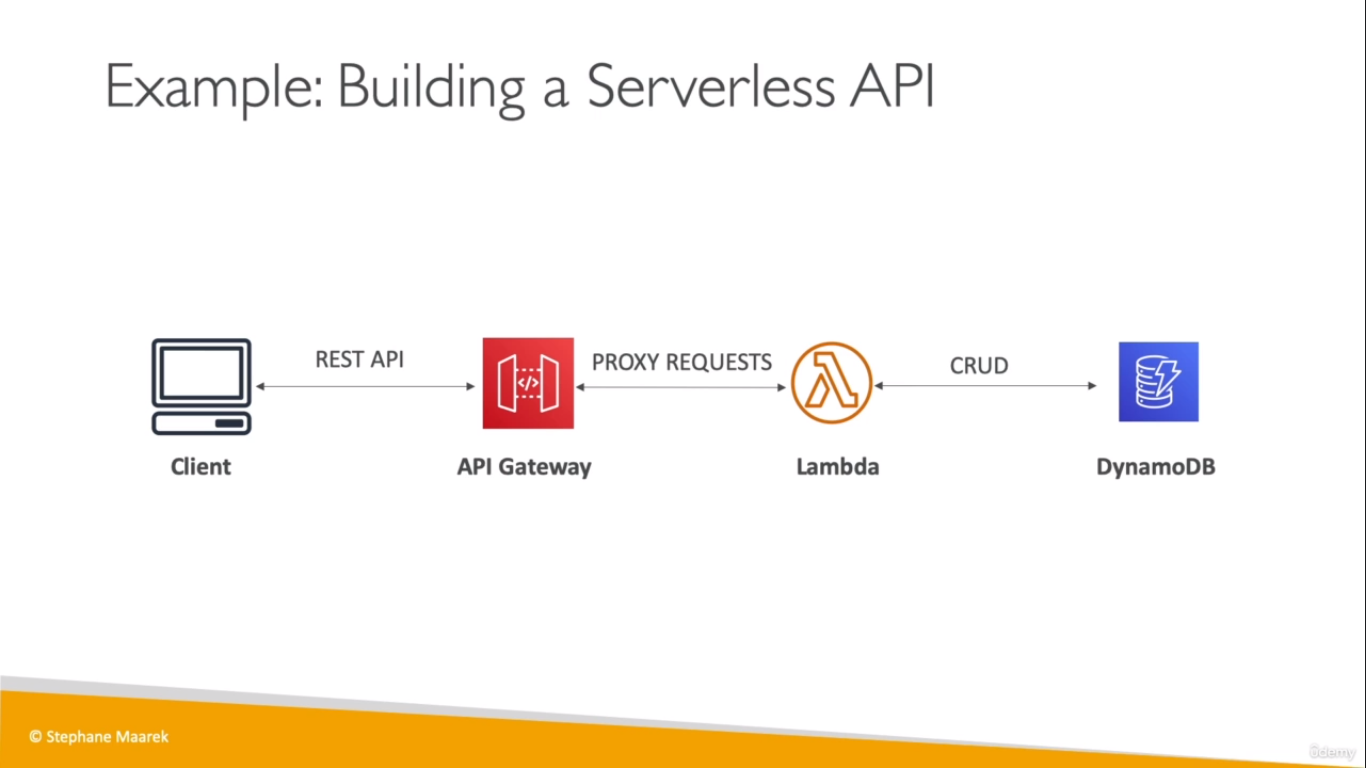 Example: Building a Serverless API
REST API
PROXY REQUESTS
CRUD
</>
Client
API Gateway
Lambda
DynamoDB
© Stephane Maarek
ûdemy